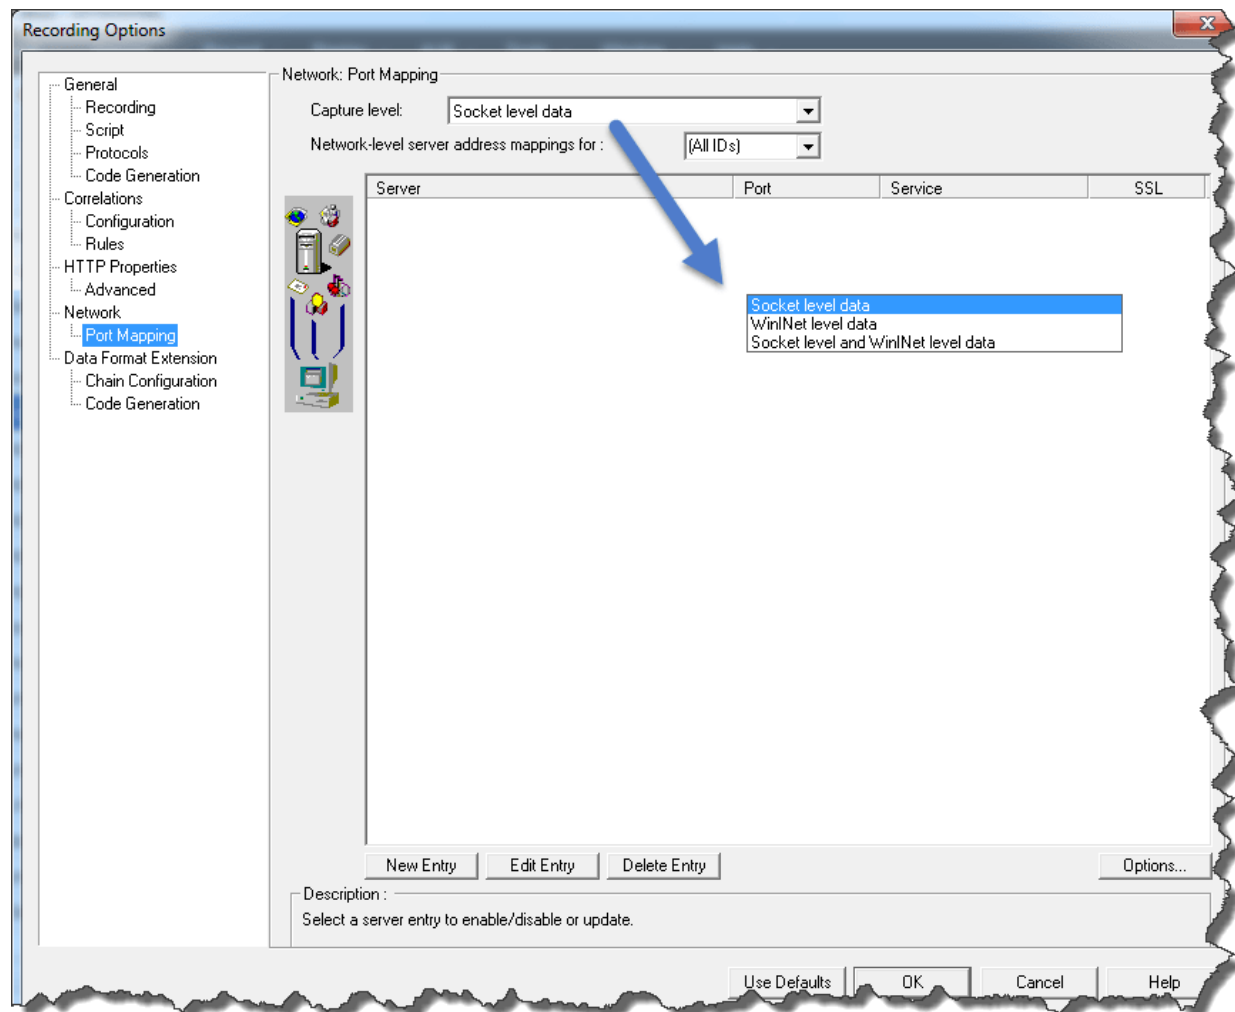 Recording Options
X
General
Recording
Script
Protocols
Code Generation
Correlations
Configuration
Rules
HTTP Properties
Advanced
Network
Port Mapping
Data Format Extension
Chain Configuration
Code Generation
Network: Port Mapping
Capture level: Socket level data
Network-level server address mappings for : (All IDs)
Server Port Service SSL
Socket level data
WinINet level data
Socket level and WinINet level data
New Entry Edit Entry Delete Entry Options...
Description :
Select a server entry to enable/disable or update.
Use Defaults OK Cancel Help